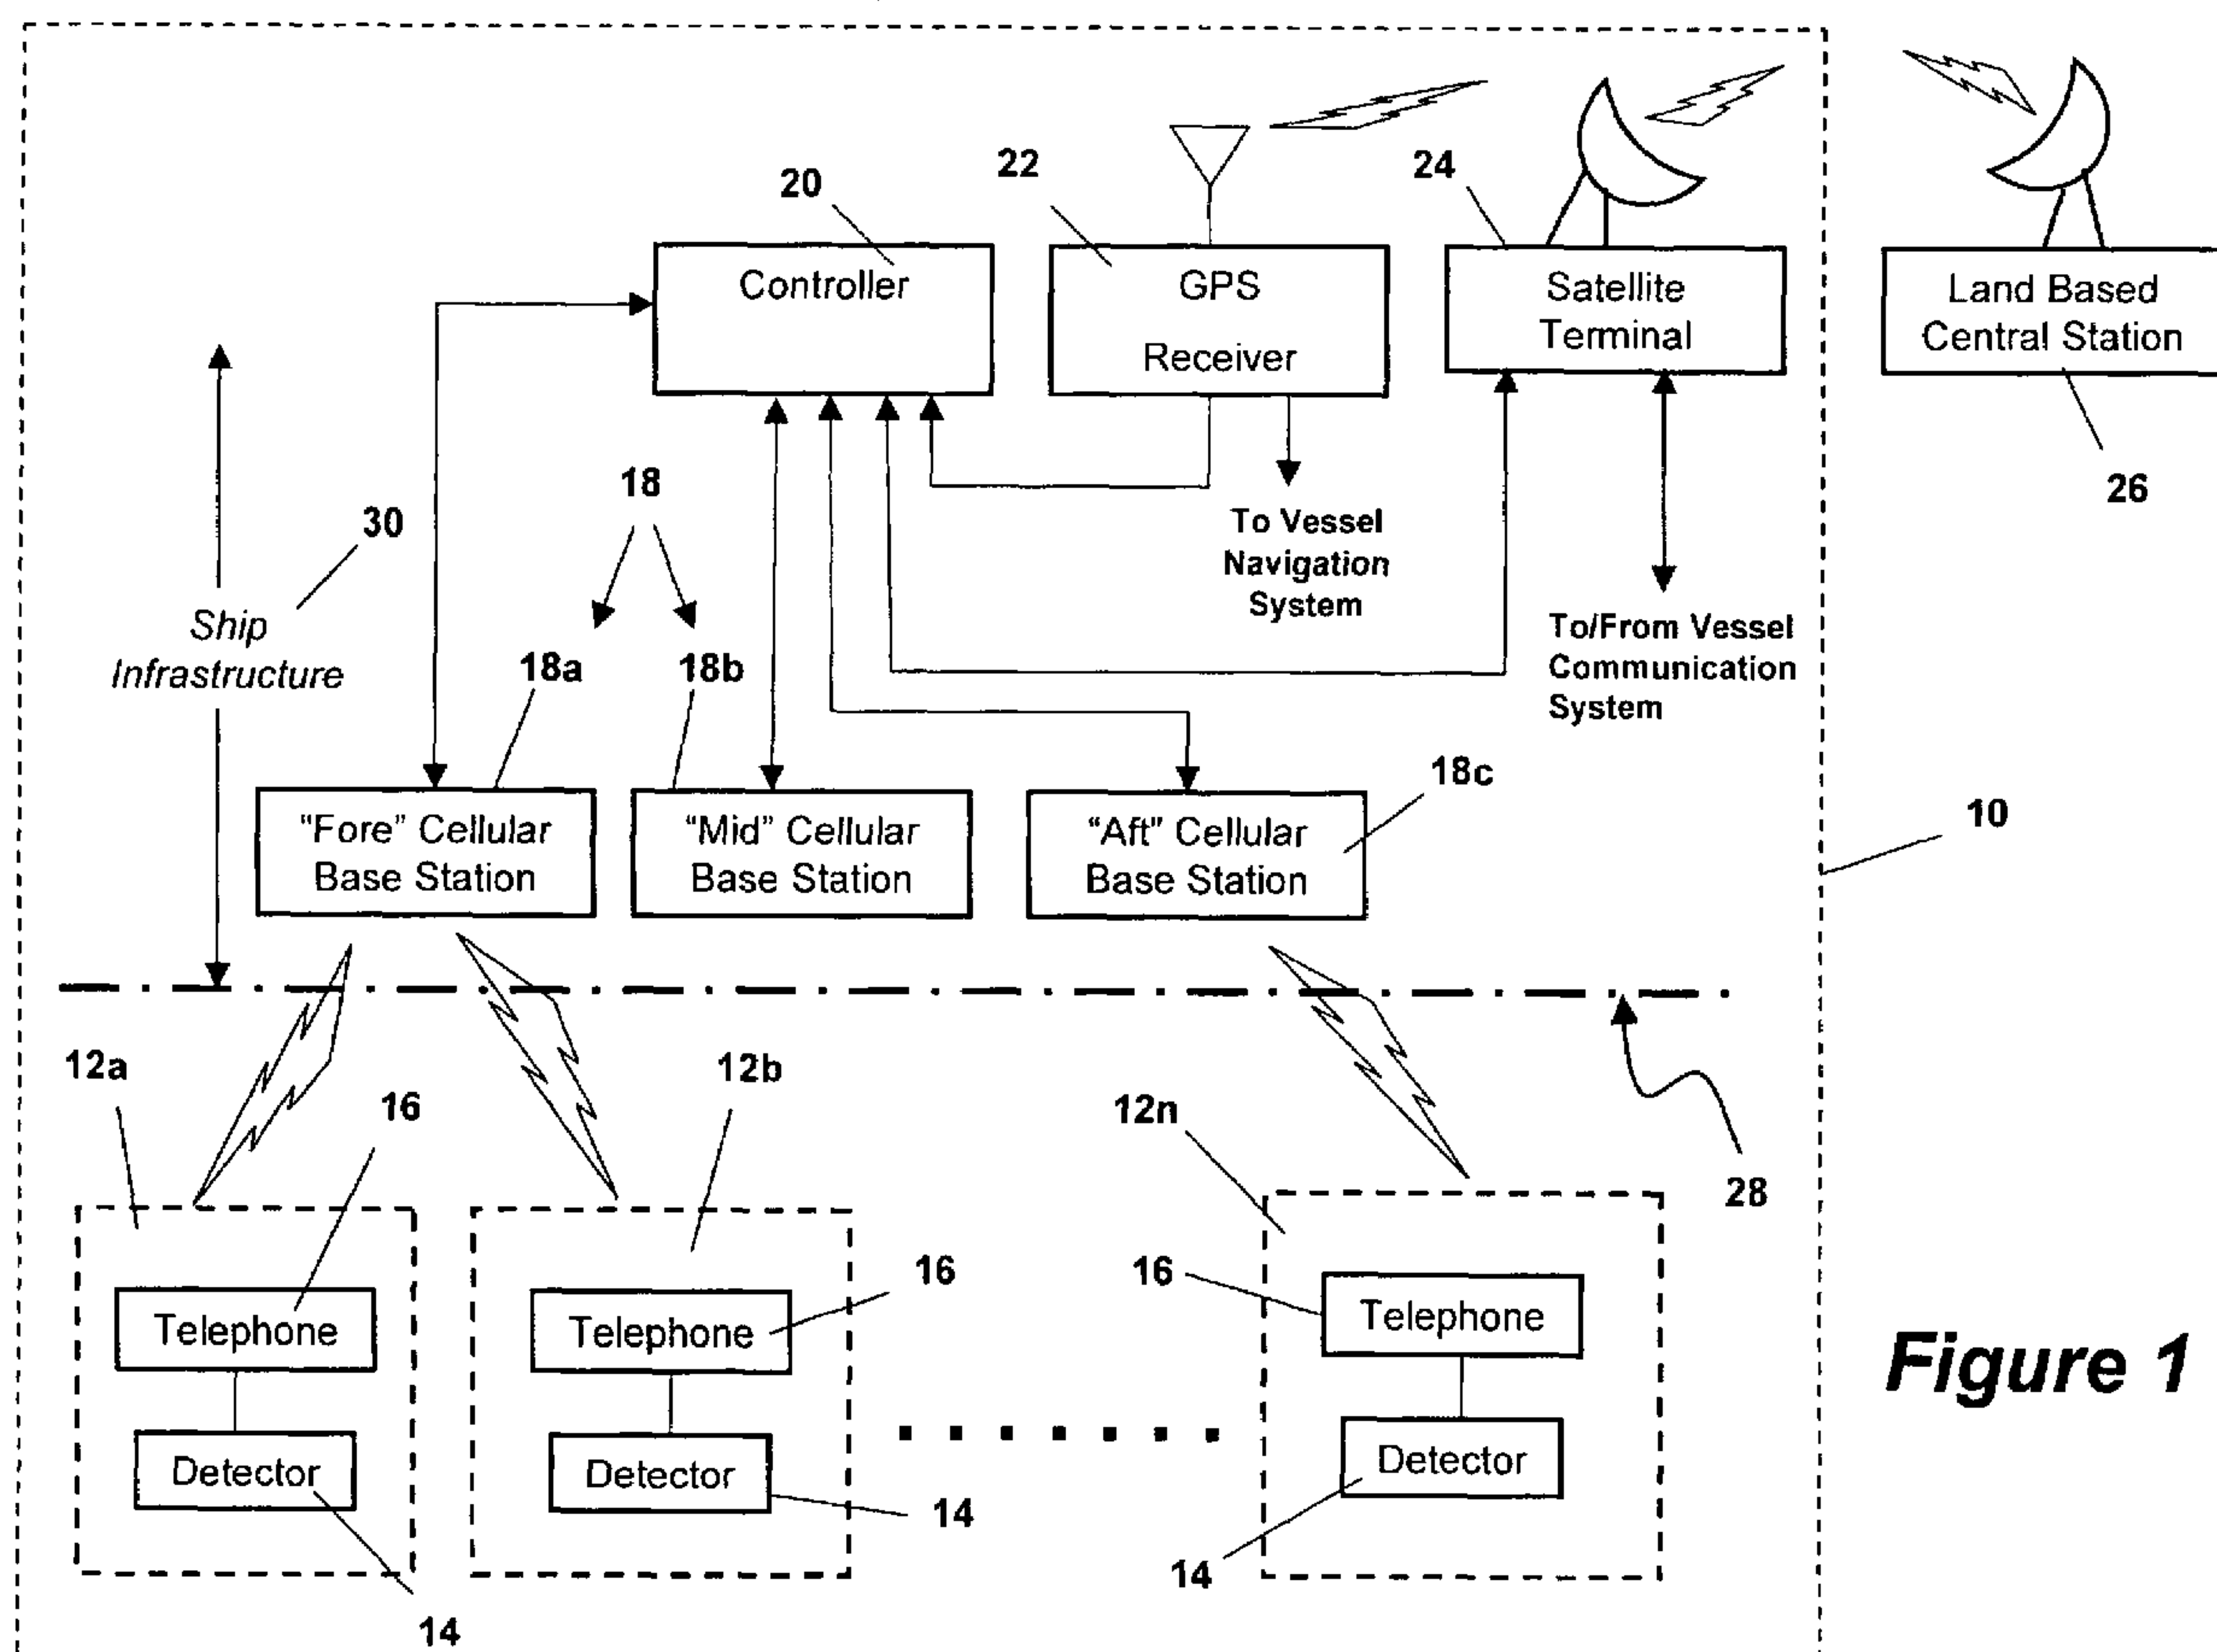 22
24
20
Controller
GPS
Receiver
Satellite
Terminal
Land Based
Central Station
26
18
30
To Vessel
Navigation
System
Ship
Infrastructure
18a
18b
To/From Vessel
Communication
System
18c
10
"Fore" Cellular
Base Station
"Mid" Cellular
Base Station
"Aft" Cellular
Base Station
12a
12b
16
12n
28
16
16
Telephone
Telephone
Telephone
Figure 1
Detector
Detector
Detector
14
14
14